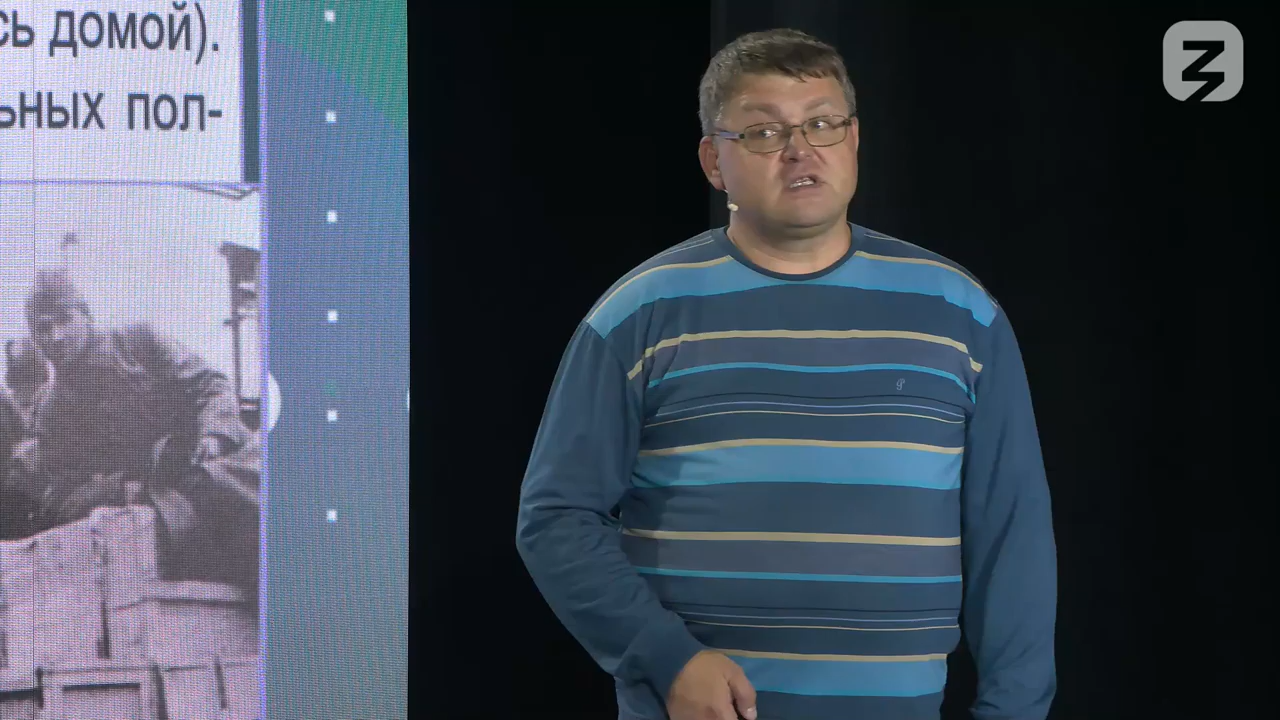 сь домой).
ьных пол-